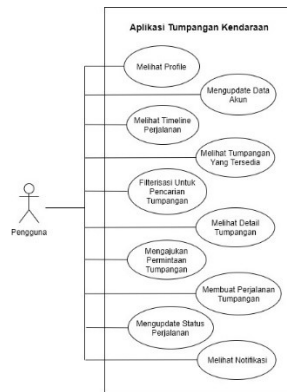 Aplikasi Tumpangan Kendaraan
Melihat Profile
Mengupdate Data
Akun
Melihat Timeline
Perjalanan
Melihat Tumpangan
Yang Tersedia
Filterisasi Untuk
Pencarian
Tumpangan
Pengguna
Melihat Detail
Tumpangan
Mengajukan
Permintaan
Tumpangan
Membuat Perjalanan
Tumpangan
Mengupdate Status
Perjalanan
Melihat Notifikasi